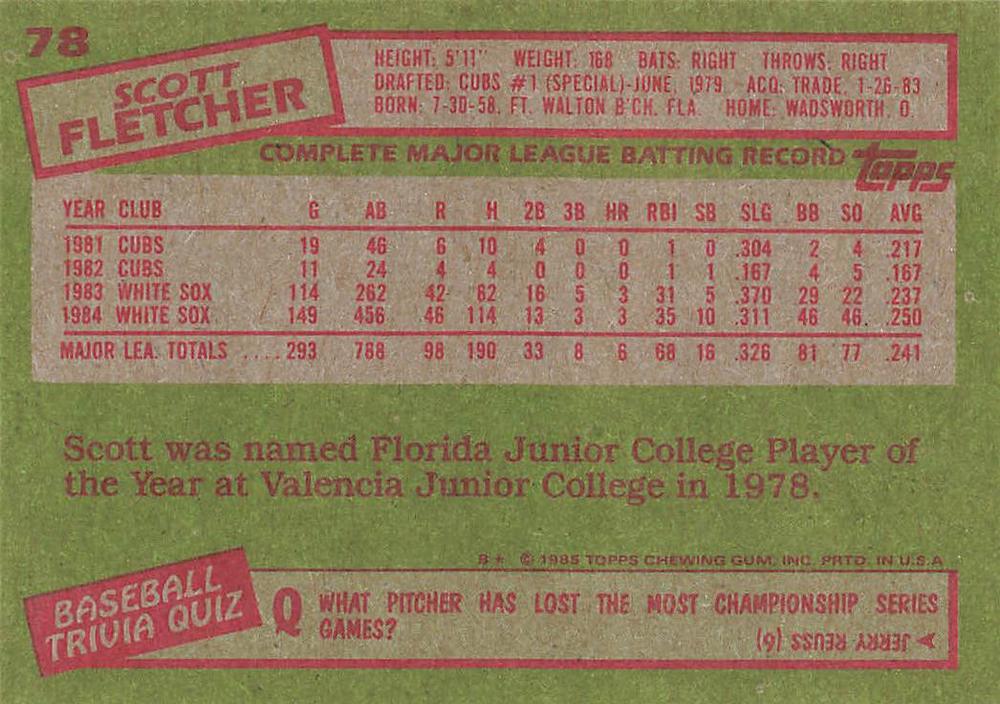 78
SCOTT
FLETCHER
HEIGHT: 5'11" WEIGHT: 168 BATS: RIGHT THROWS: RIGHT
DRAFTED: CUBS #1 (SPECIAL)-JUNE, 1979 ACQ: TRADE, 1-26-83
BORN: 7-30-58, FT. WALTON B'CH, FLA. HOME: WADSWORTH, O.
COMPLETE MAJOR LEAGUE BATTING RECORD topps
YEAR CLUB G AB R H 2B 3B HR RBI SB SLG BB SO AVG
1981 CUBS 19 46 6 10 4 0 0 1 0 .304 2 4 .217
1982 CUBS 11 24 4 4 0 0 0 1 1 .167 4 5 .167
1983 WHITE SOX 114 262 42 62 16 5 3 31 5 .370 29 22 .237
1984 WHITE SOX 149 456 46 114 13 3 3 35 10 .311 46 46 .250
MAJOR LEA. TOTALS .... 293 788 98 190 33 8 6 68 16 .326 81 77 .241
Scott was named Florida Junior College Player of
the Year at Valencia Junior College in 1978.
B* © 1985 TOPPS CHEWING GUM, INC. PRTD. IN U.S.A.
BASEBALL
TRIVIA QUIZ
Q WHAT PITCHER HAS LOST THE MOST CHAMPIONSHIP SERIES
GAMES?
JERRY REUSS (6)